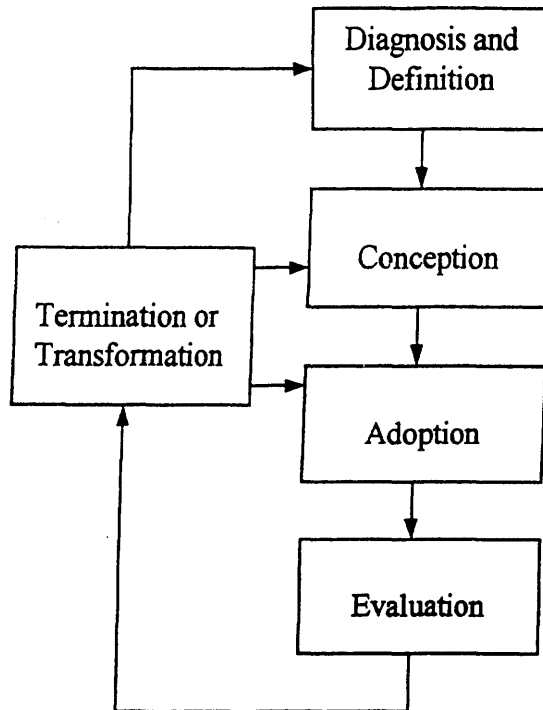 Diagnosis and
Definition
Conception
Termination or
Transformation
Adoption
Evaluation